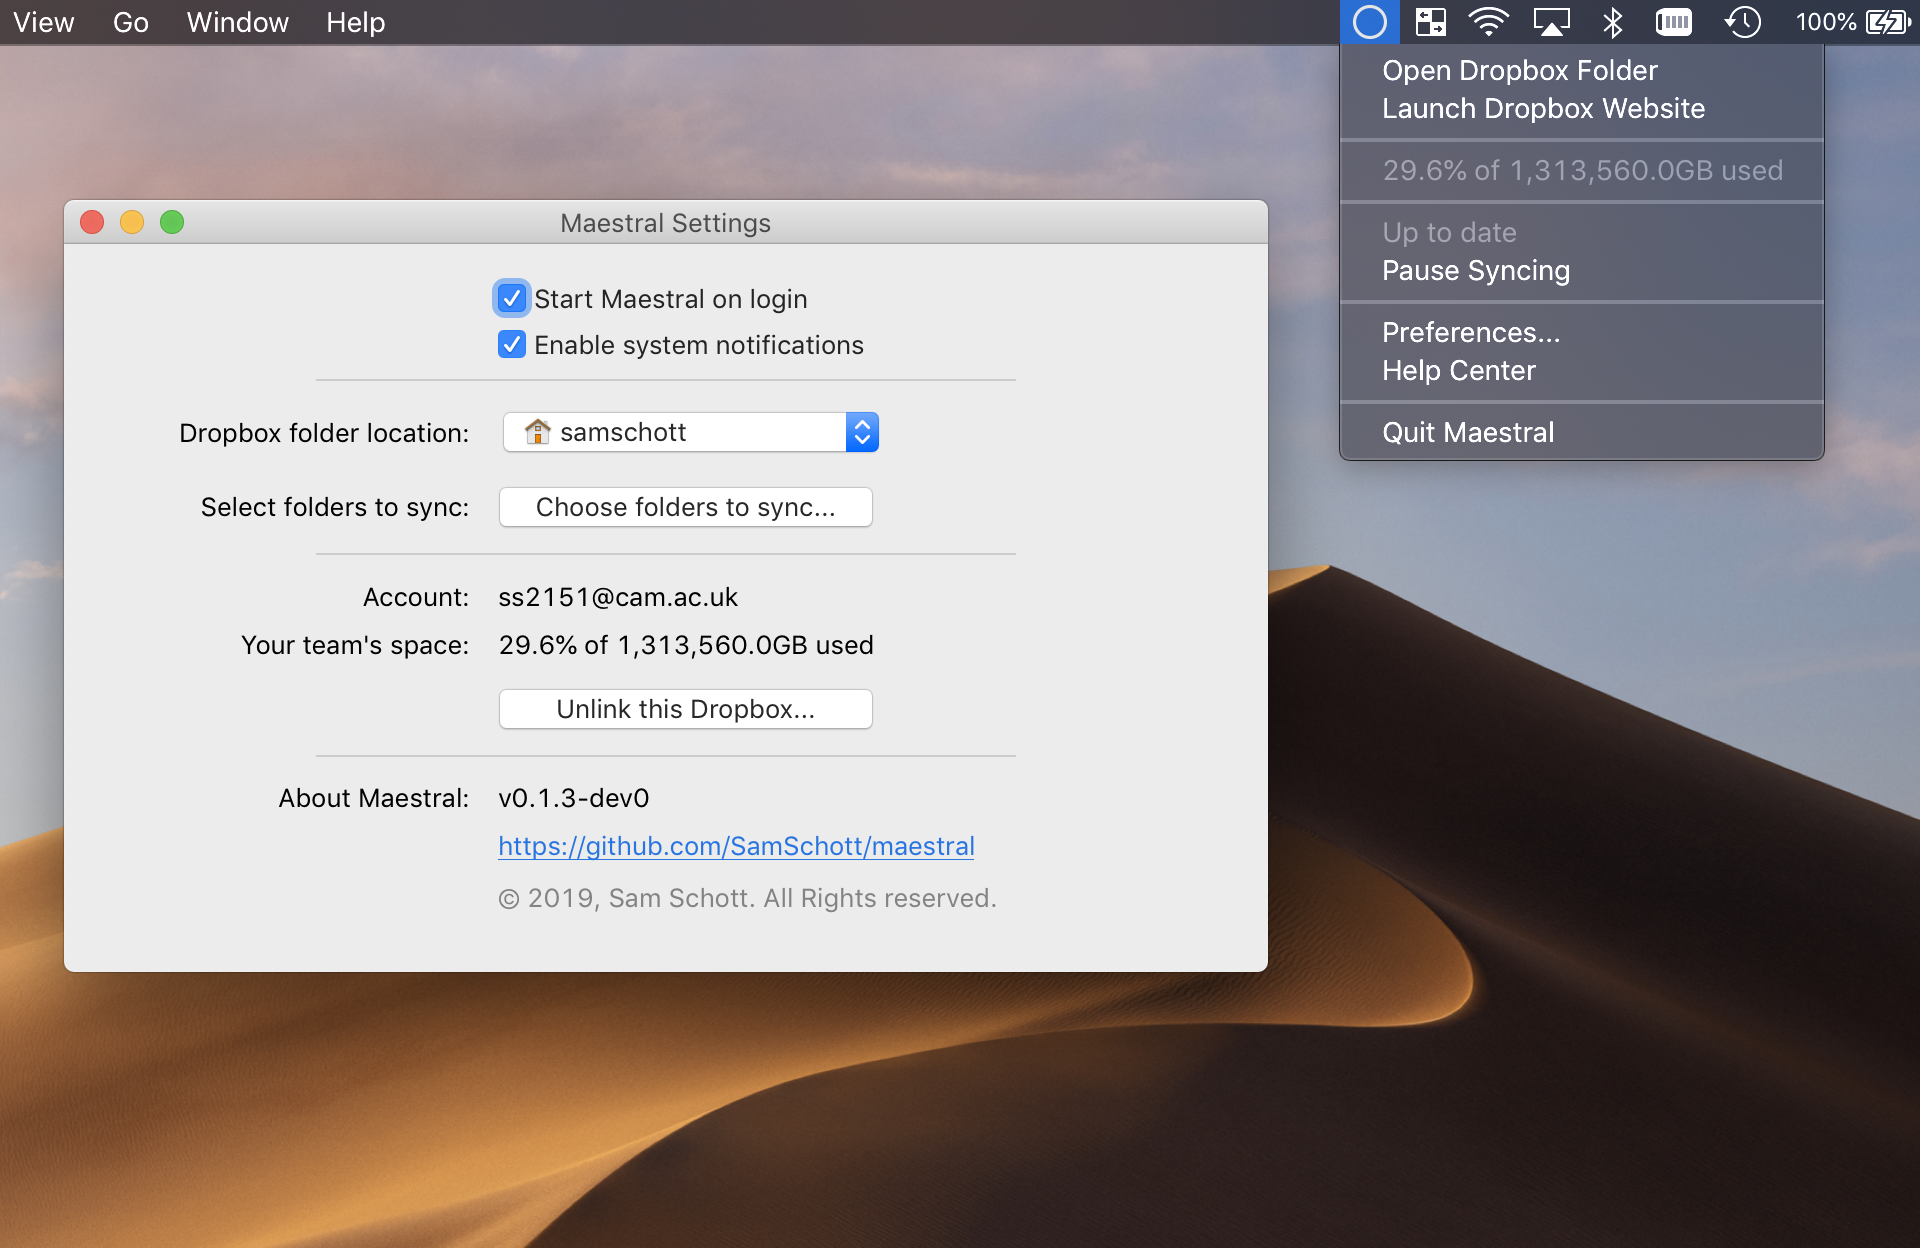 View Go Window Help 100%
Open Dropbox Folder
Launch Dropbox Website
29.6% of 1,313,560.0GB used
Up to date
Pause Syncing
Preferences...
Help Center
Quit Maestral
Maestral Settings
Start Maestral on login
Enable system notifications
Dropbox folder location: samschott
Select folders to sync: Choose folders to sync...
Account: ss2151@cam.ac.uk
Your team's space: 29.6% of 1,313,560.0GB used
Unlink this Dropbox...
About Maestral: v0.1.3-dev0
https://github.com/SamSchott/maestral
© 2019, Sam Schott. All Rights reserved.